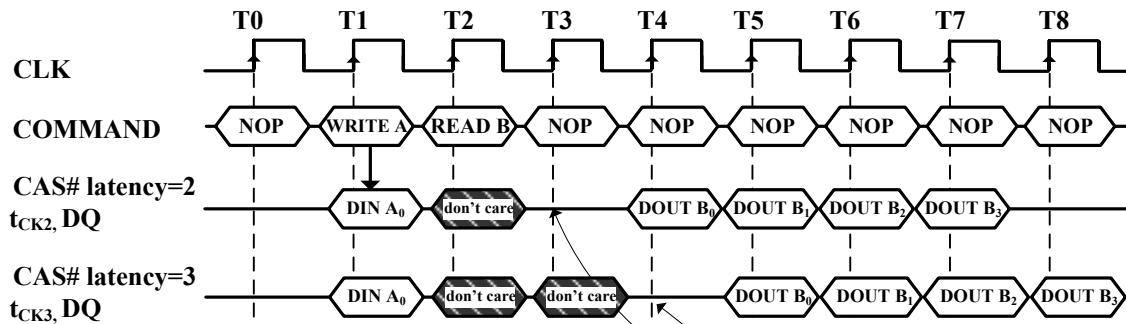 T0 T1 T2 T3 T4 T5 T6 T7 T8
CLK
COMMAND NOP WRITE A READ B NOP NOP NOP NOP NOP NOP
CAS# latency=2
tCK2, DQ DIN A0 don't care DOUT B0 DOUT B1 DOUT B2 DOUT B3
CAS# latency=3
tCK3, DQ DIN A0 don't care don't care DOUT B0 DOUT B1 DOUT B2 DOUT B3